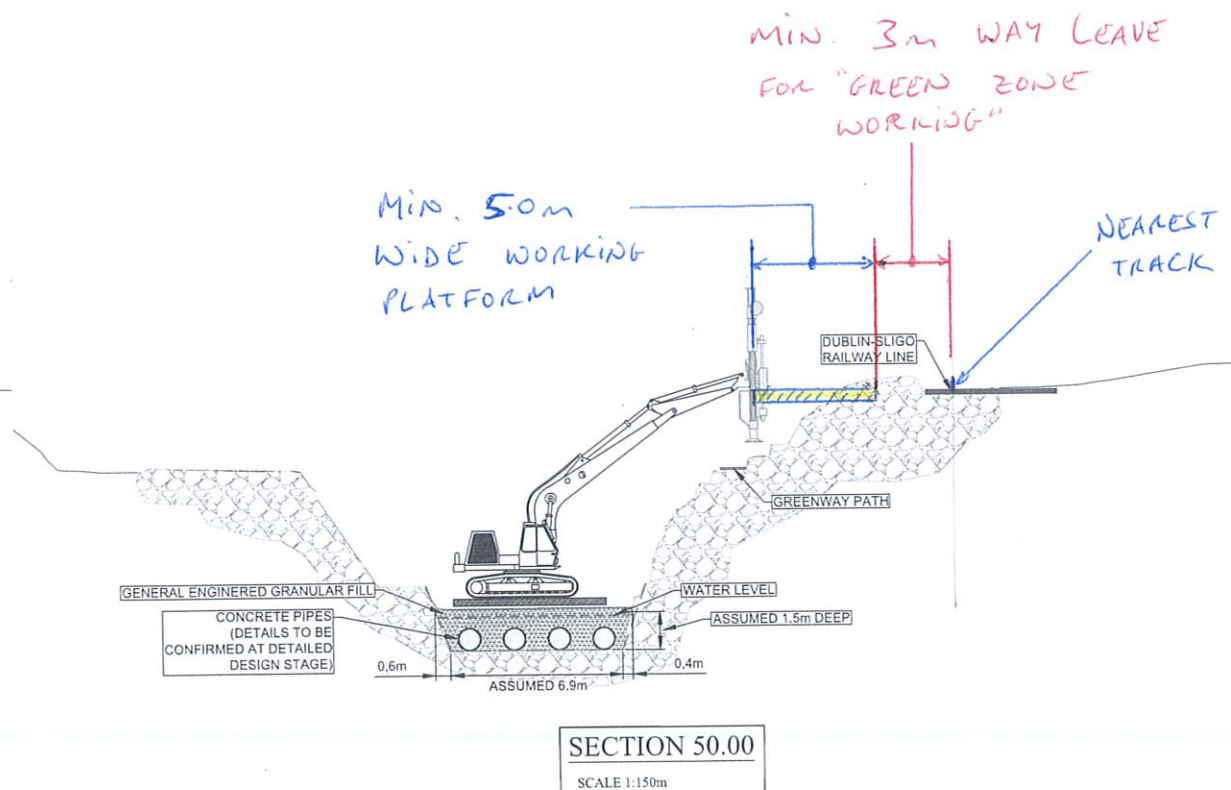 MIN. 3m WAY LEAVE
FOR "GREEN ZONE
WORKING"
MIN. 5.0m
WIDE WORKING
PLATFORM
NEAREST
TRACK
DUBLIN-SLIGO
RAILWAY LINE
GREENWAY PATH
GENERAL ENGINERED GRANULAR FILL
WATER LEVEL
CONCRETE PIPES
(DETAILS TO BE
CONFIRMED AT DETAILED
DESIGN STAGE)
ASSUMED 1.5m DEEP
0,6m
0,4m
ASSUMED 6.9m
SECTION 50.00
SCALE 1:150m